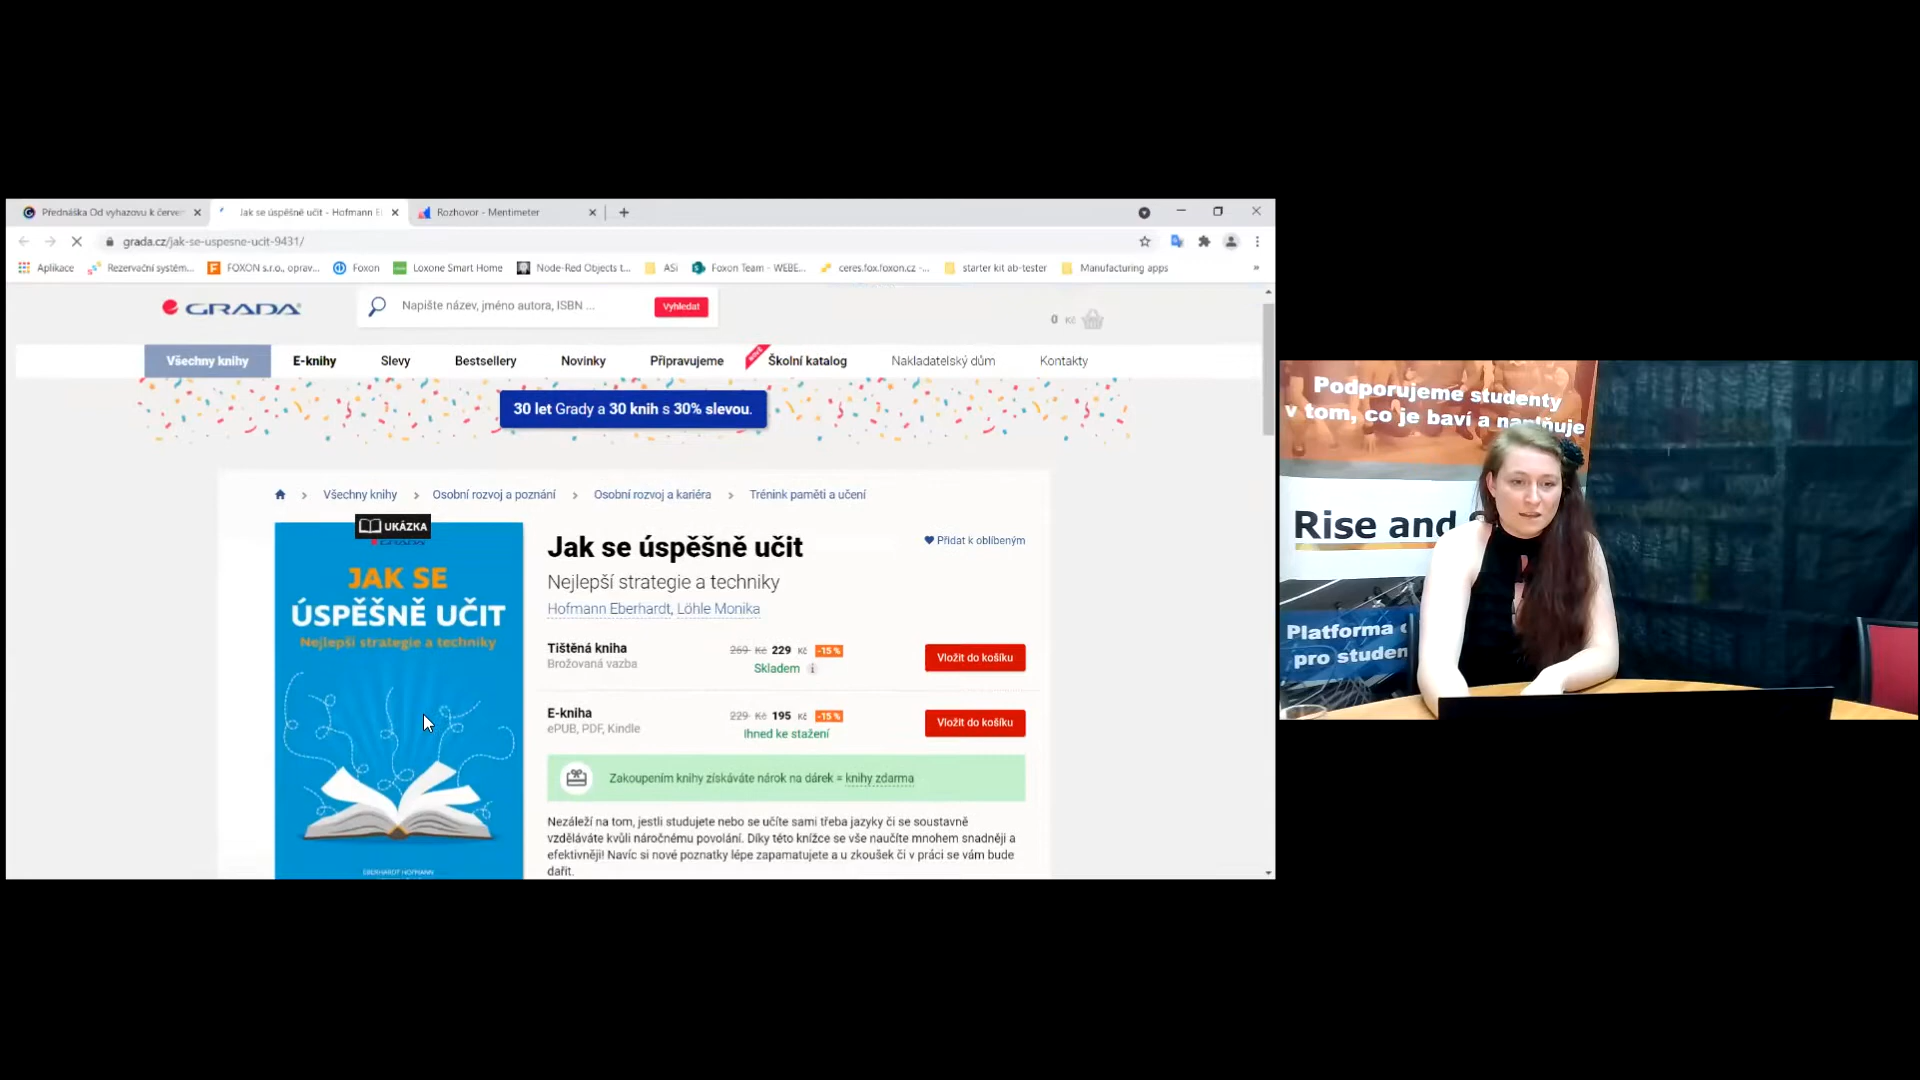 Přednáška Od vyhazovu k červen
Jak se úspěšně učit - Hofmann E
Rozhovor - Mentimeter
grada.cz/jak-se-uspesne-ucit-9431/
Aplikace
Rezervační systém...
FOXON s.r.o., oprav...
Foxon
Loxone Smart Home
Node-Red Objects t...
ASi
Foxon Team - WEBE...
ceres.fox.foxon.cz -...
starter kit ab-tester
Manufacturing apps
»
GRADA
Napište název, jméno autora, ISBN ...
Vyhledat
0 Kč
Všechny knihy
E-knihy
Slevy
Bestsellery
Novinky
Připravujeme
Školní katalog
Nakladatelský dům
Kontakty
30 let Grady a 30 knih s 30% slevou.
Všechny knihy > Osobní rozvoj a poznání > Osobní rozvoj a kariéra > Trénink paměti a učení
UKÁZKA
GRADA
JAK SE
ÚSPĚŠNĚ UČIT
Nejlepší strategie a techniky
EBERHARDT HOFMANN
Jak se úspěšně učit
Přidat k oblíbeným
Nejlepší strategie a techniky
Hofmann Eberhardt, Löhle Monika
Tištěná kniha
Brožovaná vazba
269 Kč 229 Kč -15 %
Skladem i
Vložit do košíku
E-kniha
ePUB, PDF, Kindle
229 Kč 195 Kč -15 %
Ihned ke stažení
Vložit do košíku
Zakoupením knihy získáváte nárok na dárek = knihy zdarma
Nezáleží na tom, jestli studujete nebo se učíte sami třeba jazyky či se soustavně
vzděláváte kvůli náročnému povolání. Díky této knížce se vše naučíte mnohem snadněji a
efektivněji! Navíc si nové poznatky lépe zapamatujete a u zkoušek či v práci se vám bude
dařit.
Podporujeme studenty
v tom, co je baví a naplňuje
Rise and
Platforma
pro studen